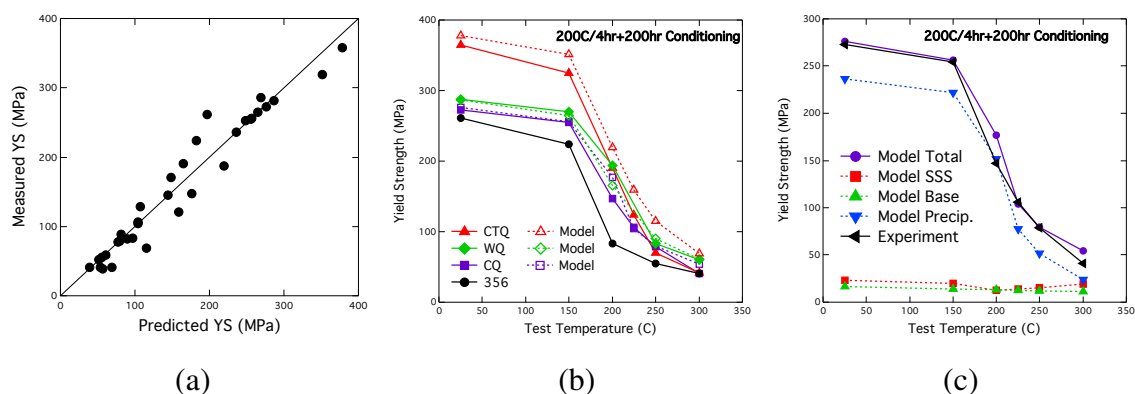 400
300
200
100
0
0
100
200
300
400
Measured YS (MPa)
Predicted YS (MPa)
(a)
200C/4hr+200hr Conditioning
400
300
200
100
0
0
50
100
150
200
250
300
350
Yield Strength (MPa)
Test Temperature (C)
CTQ Model
WQ Model
CQ Model
356
(b)
200C/4hr+200hr Conditioning
300
250
200
150
100
50
0
0
50
100
150
200
250
300
350
Yield Strength (MPa)
Test Temperature (C)
Model Total
Model SSS
Model Base
Model Precip.
Experiment
(c)